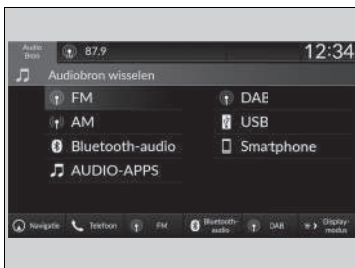 Audio Bron 87.9 12:34
Audiobron wisselen
FM DAB
AM USB
Bluetooth-audio Smartphone
AUDIO-APPS
Navigatie Telefoon FM Bluetooth-audio DAB Display-modus